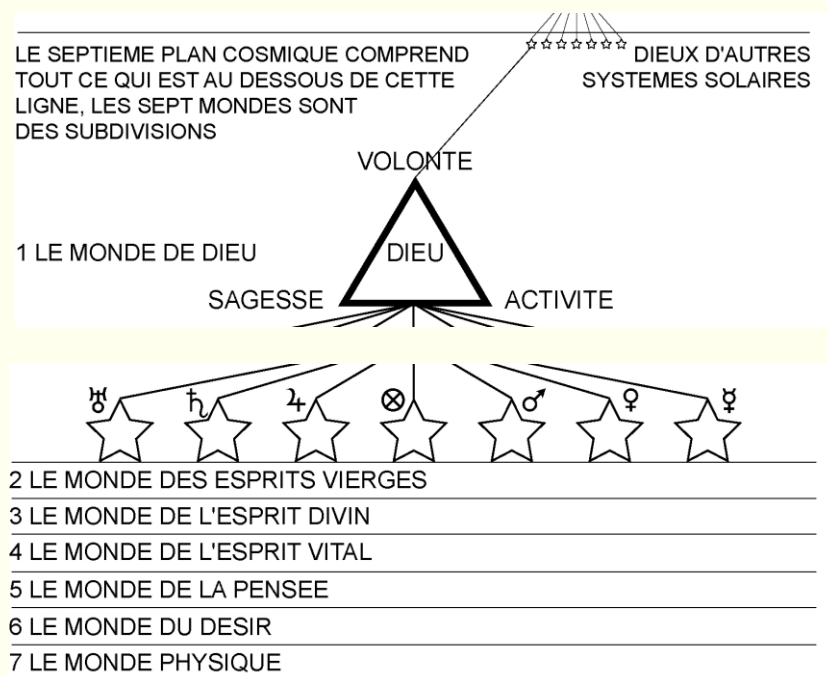 LE SEPTIEME PLAN COSMIQUE COMPREND
TOUT CE QUI EST AU DESSOUS DE CETTE
LIGNE, LES SEPT MONDES SONT
DES SUBDIVISIONS
DIEUX D'AUTRES
SYSTEMES SOLAIRES
VOLONTE
1 LE MONDE DE DIEU
DIEU
SAGESSE
ACTIVITE
♅ ♄ ♃ ⊗ ♂ ♀ ☿
2 LE MONDE DES ESPRITS VIERGES
3 LE MONDE DE L'ESPRIT DIVIN
4 LE MONDE DE L'ESPRIT VITAL
5 LE MONDE DE LA PENSEE
6 LE MONDE DU DESIR
7 LE MONDE PHYSIQUE